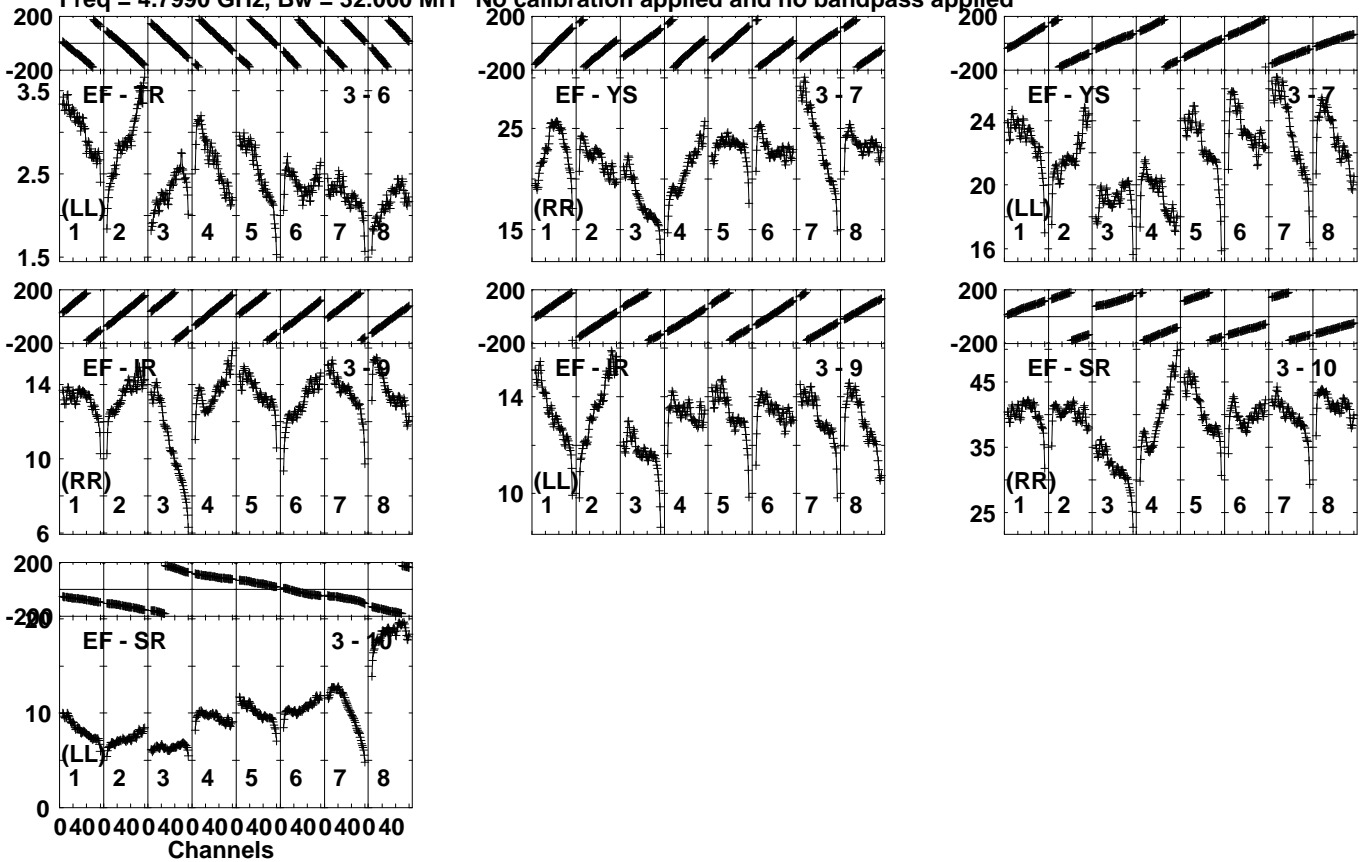 Freq = 4.7990 GHz, Bw = 32.000 MH No calibration applied and no bandpass applied
200 200 200
-200 -200 -200
3.5 EF - TR 3 - 6 EF - YS 3 - 7 EF - YS 3 - 7
25 24
2.5 20
(LL) (RR) 15 (LL)
1.5 1 2 3 4 5 6 7 8 1 2 3 4 5 6 7 8 16 1 2 3 4 5 6 7 8
200 200 200
-200 -200 -200
EF - JR 3 - 9 EF - JR 3 - 9 EF - SR 3 - 10
14 14 45
10 35
(RR) 10 (LL) (RR)
1 2 3 4 5 6 7 8 1 2 3 4 5 6 7 8 25 1 2 3 4 5 6 7 8
6
200
-200
20
EF - SR 3 - 10
10
(LL)
1 2 3 4 5 6 7 8
0
0 40 0 40 0 40 0 40 0 40 0 40 0 40 0 40
Channels